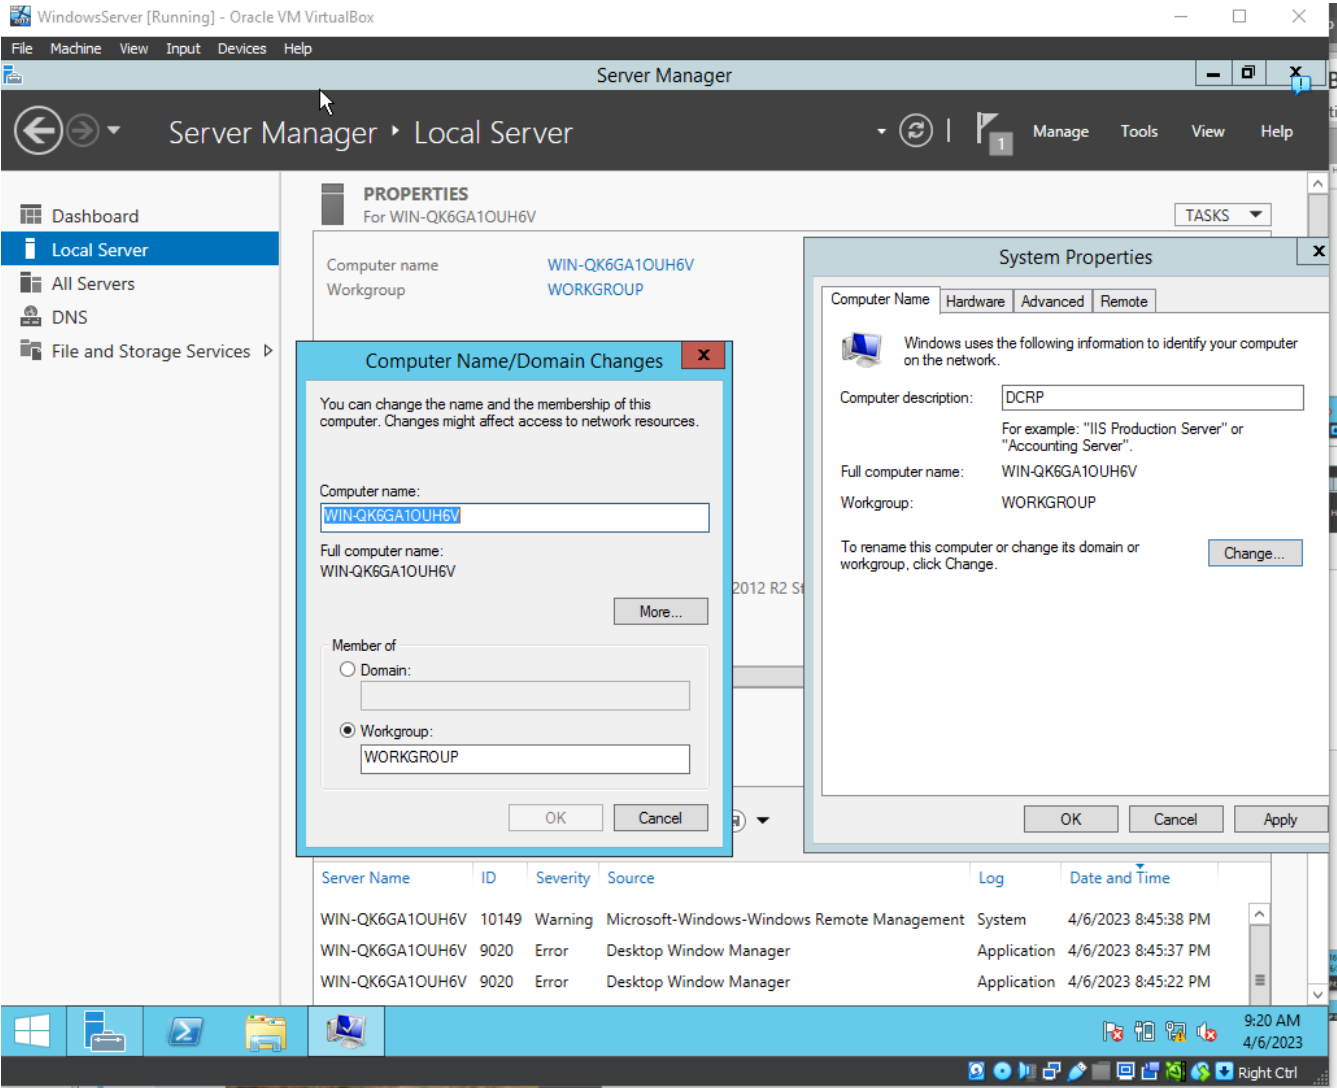 WindowsServer [Running] - Oracle VM VirtualBox
File Machine View Input Devices Help
Server Manager
Server Manager ‣ Local Server
1 Manage Tools View Help
Dashboard
Local Server
All Servers
DNS
File and Storage Services
PROPERTIES
For WIN-QK6GA1OUH6V
TASKS
Computer name WIN-QK6GA1OUH6V
Workgroup WORKGROUP
2012 R2 St
Computer Name/Domain Changes
You can change the name and the membership of this
computer. Changes might affect access to network resources.
Computer name:
WIN-QK6GA1OUH6V
Full computer name:
WIN-QK6GA1OUH6V
More...
Member of
Domain:
Workgroup:
WORKGROUP
OK Cancel
System Properties
Computer Name Hardware Advanced Remote
Windows uses the following information to identify your computer
on the network.
Computer description: DCRP
For example: "IIS Production Server" or
"Accounting Server".
Full computer name: WIN-QK6GA1OUH6V
Workgroup: WORKGROUP
To rename this computer or change its domain or
workgroup, click Change.
Change...
OK Cancel Apply
Server Name ID Severity Source Log Date and Time
WIN-QK6GA1OUH6V 10149 Warning Microsoft-Windows-Windows Remote Management System 4/6/2023 8:45:38 PM
WIN-QK6GA1OUH6V 9020 Error Desktop Window Manager Application 4/6/2023 8:45:37 PM
WIN-QK6GA1OUH6V 9020 Error Desktop Window Manager Application 4/6/2023 8:45:22 PM
9:20 AM
4/6/2023
Right Ctrl